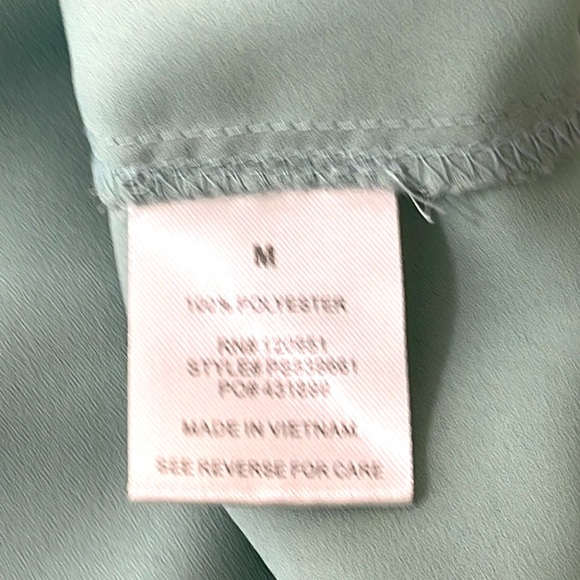 M
100% POLYESTER
RN#
STYLE#
PO#
MADE IN VIETNAM
SEE REVERSE FOR CARE